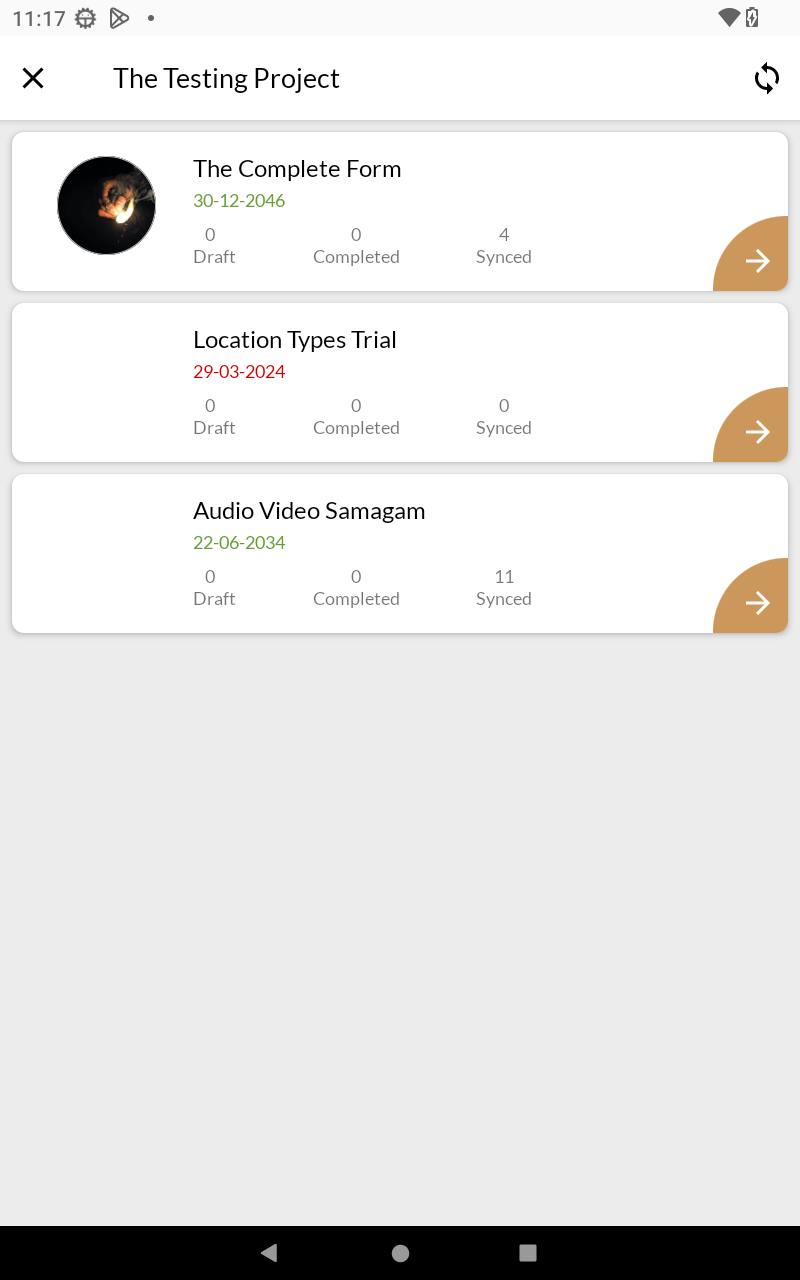 11:17
The Testing Project
The Complete Form
30-12-2046
0 0 4
Draft Completed Synced
Location Types Trial
29-03-2024
0 0 0
Draft Completed Synced
Audio Video Samagam
22-06-2034
0 0 11
Draft Completed Synced